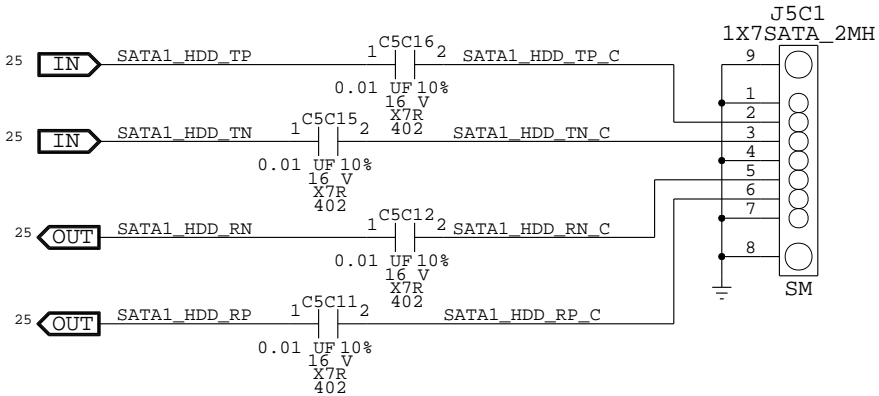 J5C1
1X7SATA_2MH
25 IN SATA1_HDD_TP 1 C5C16 2 SATA1_HDD_TP_C 9
0.01 UF 10%
16 V
X7R
402
1
2
25 IN SATA1_HDD_TN 1 C5C15 2 SATA1_HDD_TN_C 3
0.01 UF 10%
16 V
X7R
402
4
5
6
7
25 OUT SATA1_HDD_RN 1 C5C12 2 SATA1_HDD_RN_C
0.01 UF 10%
16 V
X7R
402
8
SM
25 OUT SATA1_HDD_RP 1 C5C11 2 SATA1_HDD_RP_C
0.01 UF 10%
16 V
X7R
402